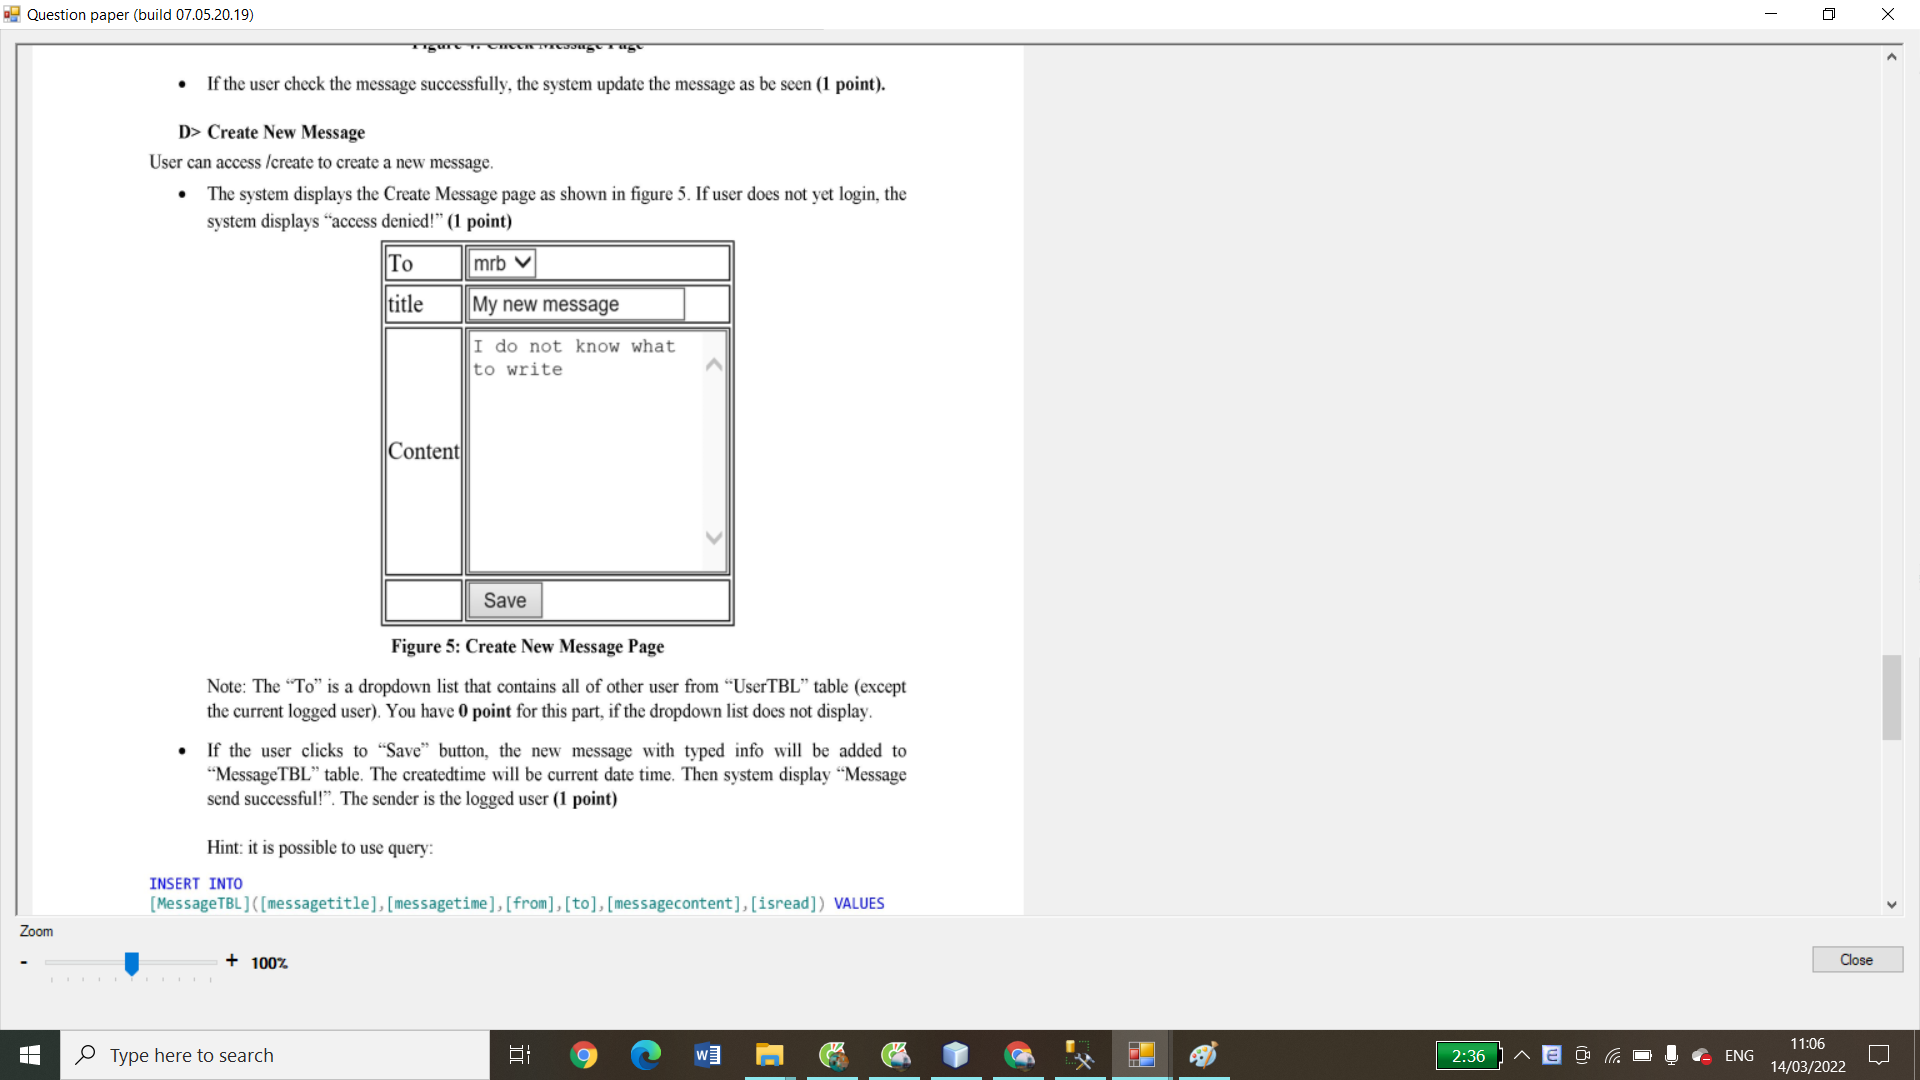 Question paper (build 07.05.20.19)
Figure 4: Check Message Page
• If the user check the message successfully, the system update the message as be seen (1 point).
D> Create New Message
User can access /create to create a new message.
• The system displays the Create Message page as shown in figure 5. If user does not yet login, the
system displays “access denied!” (1 point)
To mrb
title My new message
I do not know what
to write
Content
Save
Figure 5: Create New Message Page
Note: The “To” is a dropdown list that contains all of other user from “UserTBL” table (except
the current logged user). You have 0 point for this part, if the dropdown list does not display.
• If the user clicks to “Save” button, the new message with typed info will be added to
“MessageTBL” table. The createdtime will be current date time. Then system display “Message
send successful!”. The sender is the logged user (1 point)
Hint: it is possible to use query:
INSERT INTO
[MessageTBL]([messagetitle],[messagetime],[from],[to],[messagecontent],[isread]) VALUES
Zoom
- + 100%
Close
Type here to search
2:36
ENG
11:06
14/03/2022